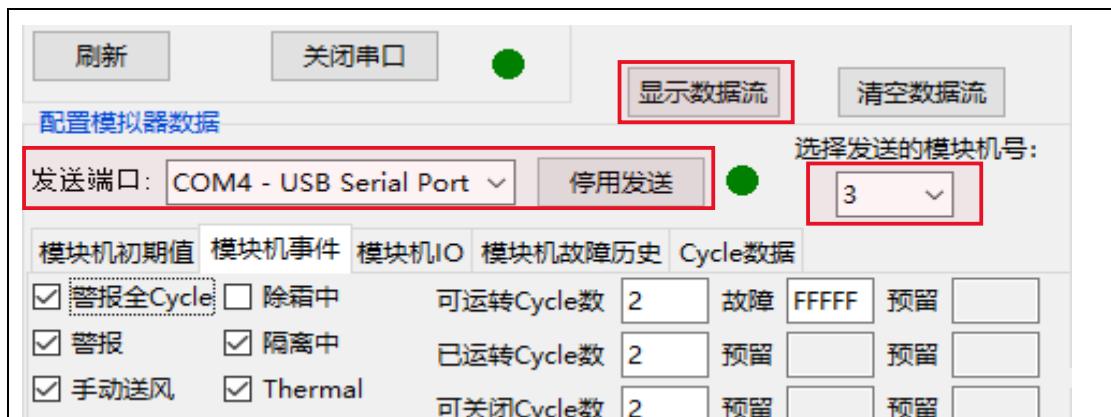 刷新 关闭串口
显示数据流 清空数据流
配置模拟器数据
选择发送的模块机号：
发送端口： COM4 - USB Serial Port 停用发送
3
模块机初期值 模块机事件 模块机IO 模块机故障历史 Cycle数据
警报全Cycle 除霜中 可运转Cycle数 2 故障 FFFFF 预留
警报 隔离中 已运转Cycle数 2 预留 预留
手动送风 Thermal
可关闭Cycle数 2 预留 预留